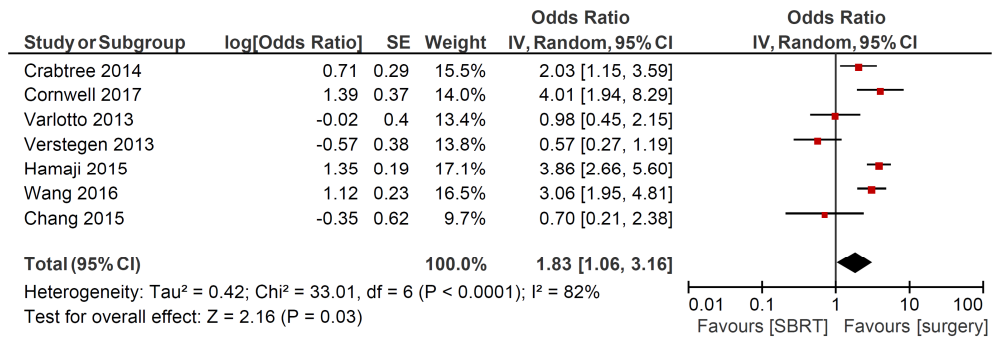 Odds Ratio Odds Ratio
Study or Subgroup log[Odds Ratio] SE Weight IV, Random, 95% CI IV, Random, 95% CI
Crabtree 2014 0.71 0.29 15.5% 2.03 [1.15, 3.59]
Cornwell 2017 1.39 0.37 14.0% 4.01 [1.94, 8.29]
Varlotto 2013 -0.02 0.4 13.4% 0.98 [0.45, 2.15]
Verstegen 2013 -0.57 0.38 13.8% 0.57 [0.27, 1.19]
Hamaji 2015 1.35 0.19 17.1% 3.86 [2.66, 5.60]
Wang 2016 1.12 0.23 16.5% 3.06 [1.95, 4.81]
Chang 2015 -0.35 0.62 9.7% 0.70 [0.21, 2.38]
Total (95% CI) 100.0% 1.83 [1.06, 3.16]
Heterogeneity: Tau² = 0.42; Chi² = 33.01, df = 6 (P < 0.0001); I² = 82%
Test for overall effect: Z = 2.16 (P = 0.03)
0.01 0.1 1 10 100
Favours [SBRT] Favours [surgery]